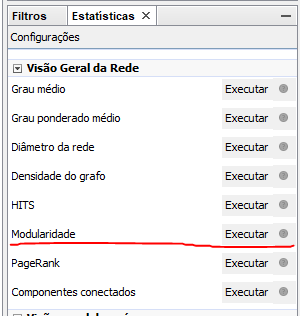 Filtros Estatísticas
Configurações
Visão Geral da Rede
Grau médio Executar
Grau ponderado médio Executar
Diâmetro da rede Executar
Densidade do grafo Executar
HITS Executar
Modularidade Executar
PageRank Executar
Componentes conectados Executar